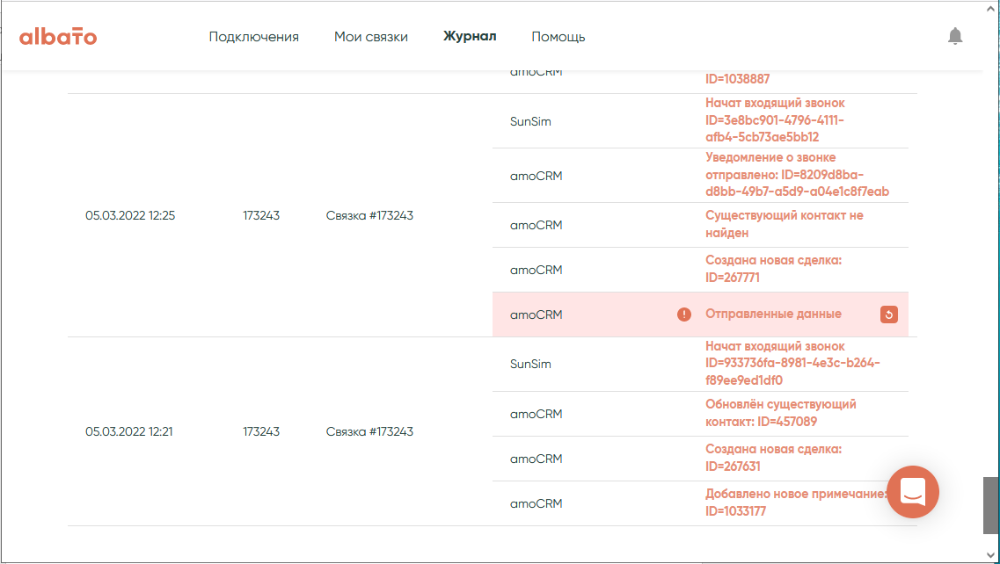 albato
Подключения
Мои связки
Журнал
Помощь
amoCRM
ID=1038887
05.03.2022 12:25
173243
Связка #173243
SunSim
Начат входящий звонок
ID=3e8bc901-4796-4111-
afb4-5cb73ae5bb12
amoCRM
Уведомление о звонке
отправлено: ID=8209d8ba-
d8bb-49b7-a5d9-a04e1c8f7eab
amoCRM
Существующий контакт не
найден
amoCRM
Создана новая сделка:
ID=267771
amoCRM
Отправленные данные
05.03.2022 12:21
173243
Связка #173243
SunSim
Начат входящий звонок
ID=933736fa-8981-4e3c-b264-
f89ee9ed1df0
amoCRM
Обновлён существующий
контакт: ID=457089
amoCRM
Создана новая сделка:
ID=267631
amoCRM
Добавлено новое примечание:
ID=1033177